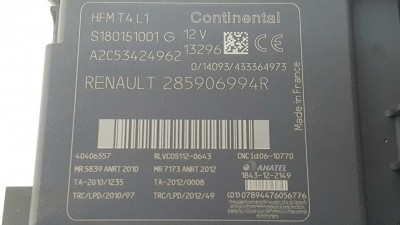 HFM T4 L1 Continental
S180151001 G 12 V
A2C53424962 13296
0/14093/433364973
RENAULT 285906994R
Made in France
40406557 RLVCOS112-0643 CNC Id:06-10770
MR 5839 ANRT 2010 MR 7173 ANRT 2012 ANATEL
TA-2010/1235 TA-2012/0008 1843-12-2149
TRC/LPD/2010/97 TRC/LPD/2012/49 (01) 07894476056776